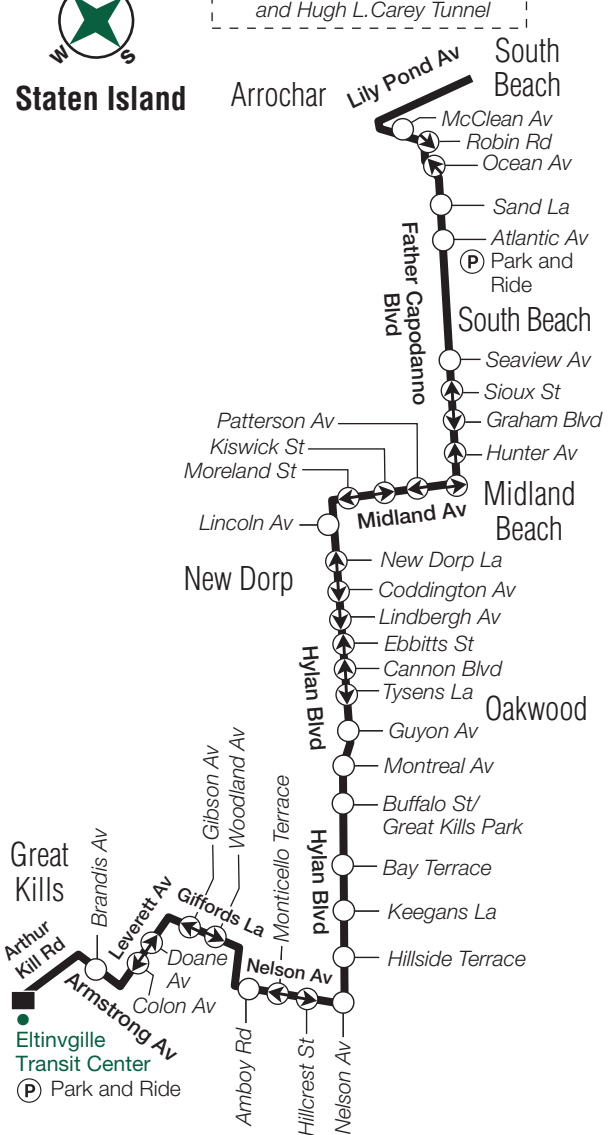 and Hugh L.Carey Tunnel
W
S
Staten Island
Arrochar
Lily Pond Av
South
Beach
McClean Av
Robin Rd
Ocean Av
Sand La
Atlantic Av
P Park and
Ride
Father Capodanno
Blvd
South Beach
Seaview Av
Sioux St
Graham Blvd
Hunter Av
Patterson Av
Kiswick St
Moreland St
Midland Av
Midland
Beach
Lincoln Av
New Dorp
New Dorp La
Coddington Av
Lindbergh Av
Ebbitts St
Cannon Blvd
Tysens La
Hylan Blvd
Oakwood
Guyon Av
Montreal Av
Buffalo St/
Great Kills Park
Hylan Blvd
Bay Terrace
Keegans La
Hillside Terrace
Great
Kills
Brandis Av
Arthur
Kill Rd
Leverett Av
Gibson Av
Woodland Av
Giffords La
Monticello Terrace
Doane
Av
Colon Av
Armstrong Av
Nelson Av
Amboy Rd
Hillcrest St
Nelson Av
Eltinvgille
Transit Center
P Park and Ride